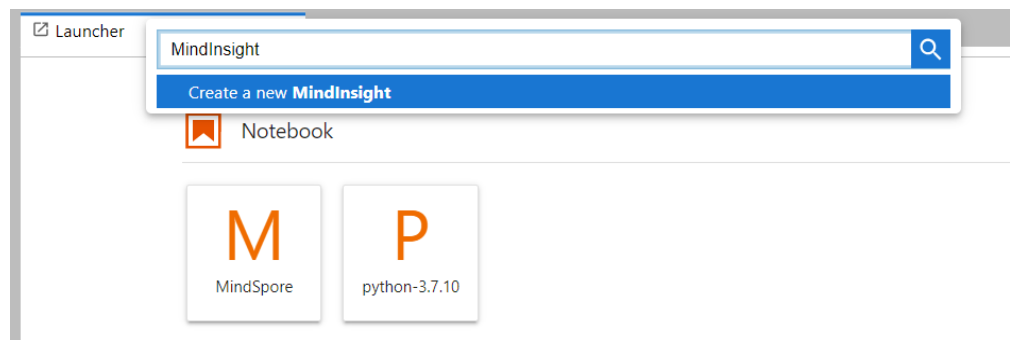 Launcher
MindInsight
Create a new MindInsight
Notebook
M
P
MindSpore
python-3.7.10